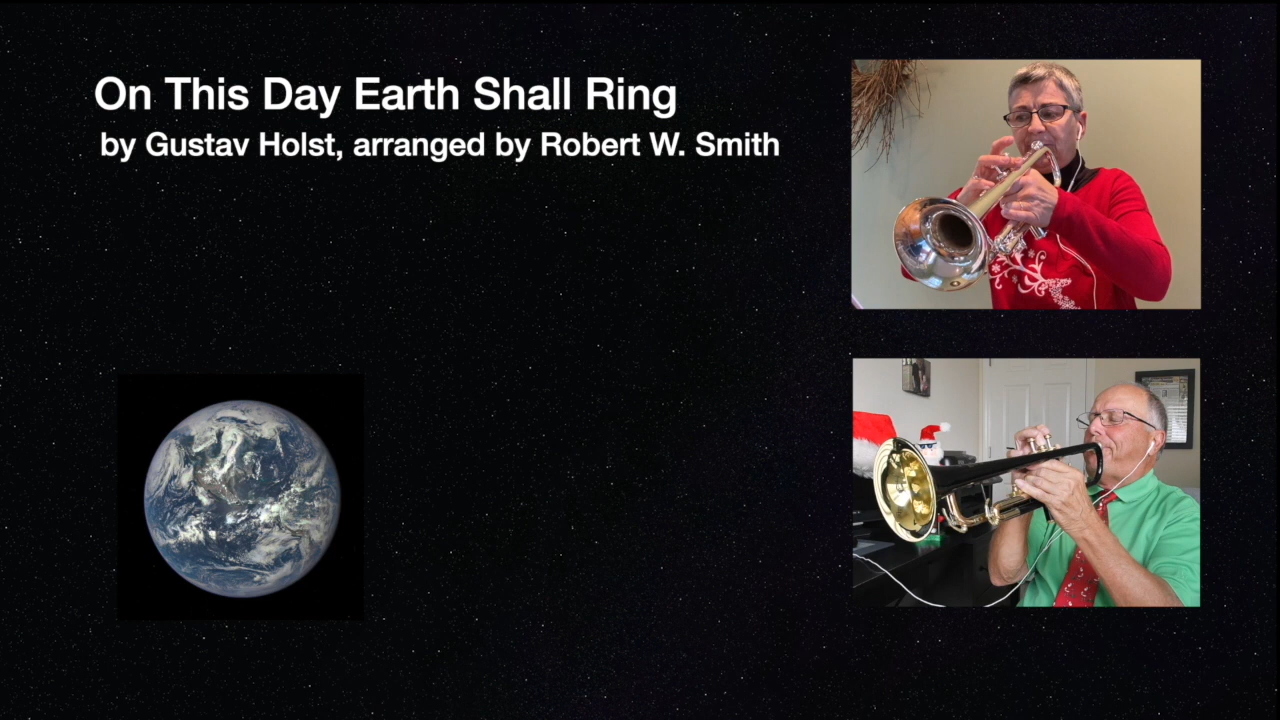 On This Day Earth Shall Ring
by Gustav Holst, arranged by Robert W. Smith